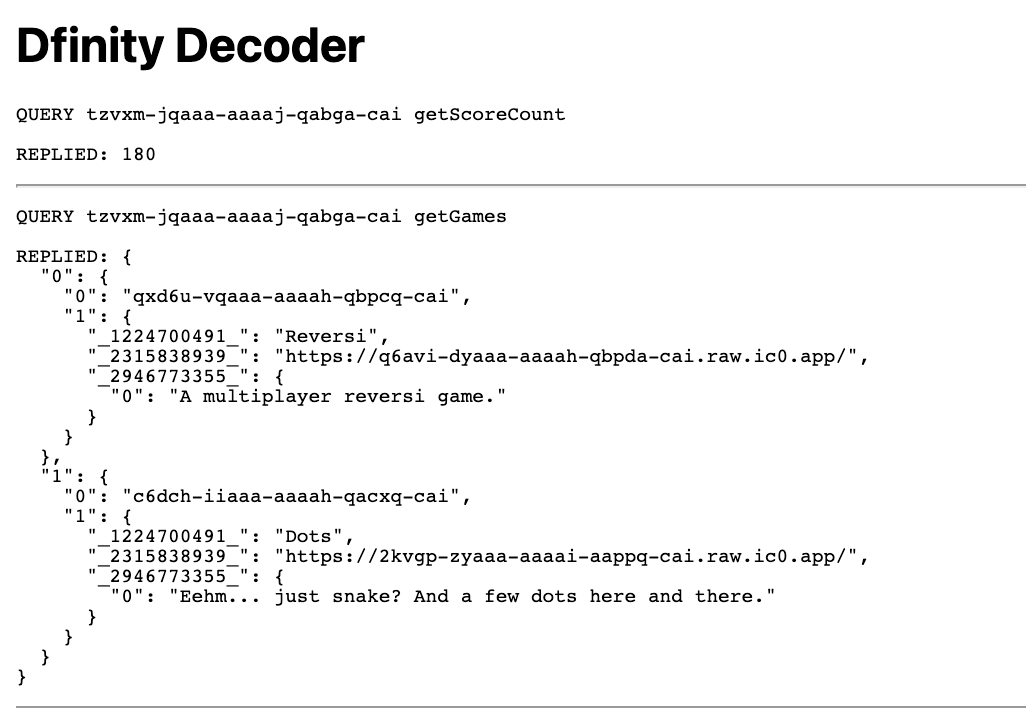 Dfinity Decoder
QUERY tzvxm-jqaaa-aaaaj-qabga-cai getScoreCount
REPLIED: 180
QUERY tzvxm-jqaaa-aaaaj-qabga-cai getGames
REPLIED: {
  "0": {
    "0": "qxd6u-vqaaa-aaaah-qbpcq-cai",
    "1": {
      "_1224700491_": "Reversi",
      "_2315838939_": "https://q6avi-dyaaa-aaaah-qbpda-cai.raw.ic0.app/",
      "_2946773355_": {
        "0": "A multiplayer reversi game."
      }
    }
  },
  "1": {
    "0": "c6dch-iiaaa-aaaah-qacxq-cai",
    "1": {
      "_1224700491_": "Dots",
      "_2315838939_": "https://2kvgp-zyaaa-aaaai-aappq-cai.raw.ic0.app/",
      "_2946773355_": {
        "0": "Eehm... just snake? And a few dots here and there."
      }
    }
  }
}